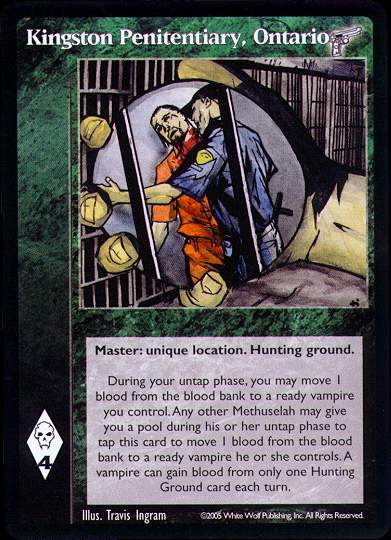 Kingston Penitentiary, Ontario
Master: unique location. Hunting ground.
During your untap phase, you may move 1
blood from the blood bank to a ready vampire
you control. Any other Methuselah may give
you a pool during his or her untap phase to
tap this card to move 1 blood from the blood
bank to a ready vampire he or she controls. A
vampire can gain blood from only one Hunting
Ground card each turn.
4
Illus. Travis Ingram ©2005 White Wolf Publishing, Inc. All Rights Reserved.